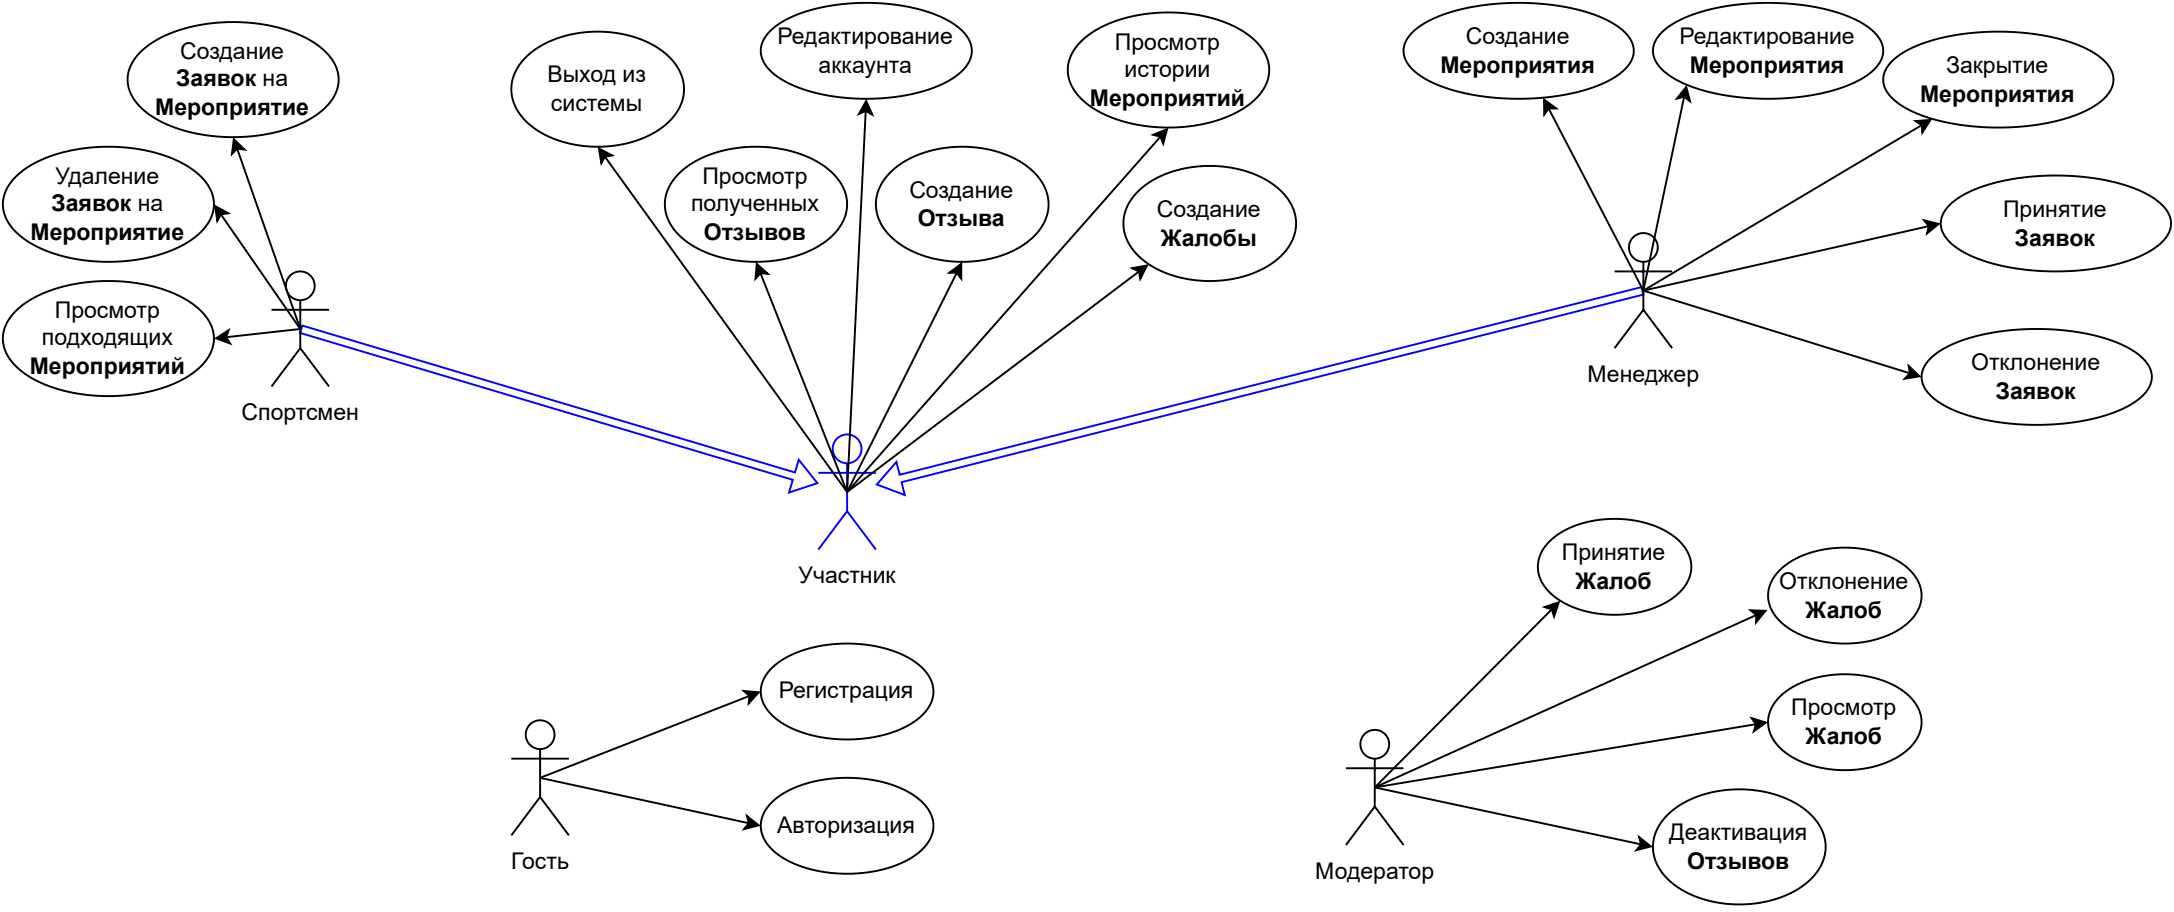 Создание
Заявок на
Мероприятие
Удаление
Заявок на
Мероприятие
Просмотр
подходящих
Мероприятий
Спортсмен
Выход из
системы
Редактирование
аккаунта
Просмотр
истории
Мероприятий
Просмотр
полученных
Отзывов
Создание
Отзыва
Создание
Жалобы
Участник
Создание
Мероприятия
Редактирование
Мероприятия
Закрытие
Мероприятия
Принятие
Заявок
Отклонение
Заявок
Менеджер
Регистрация
Авторизация
Гость
Принятие
Жалоб
Отклонение
Жалоб
Просмотр
Жалоб
Деактивация
Отзывов
Модератор